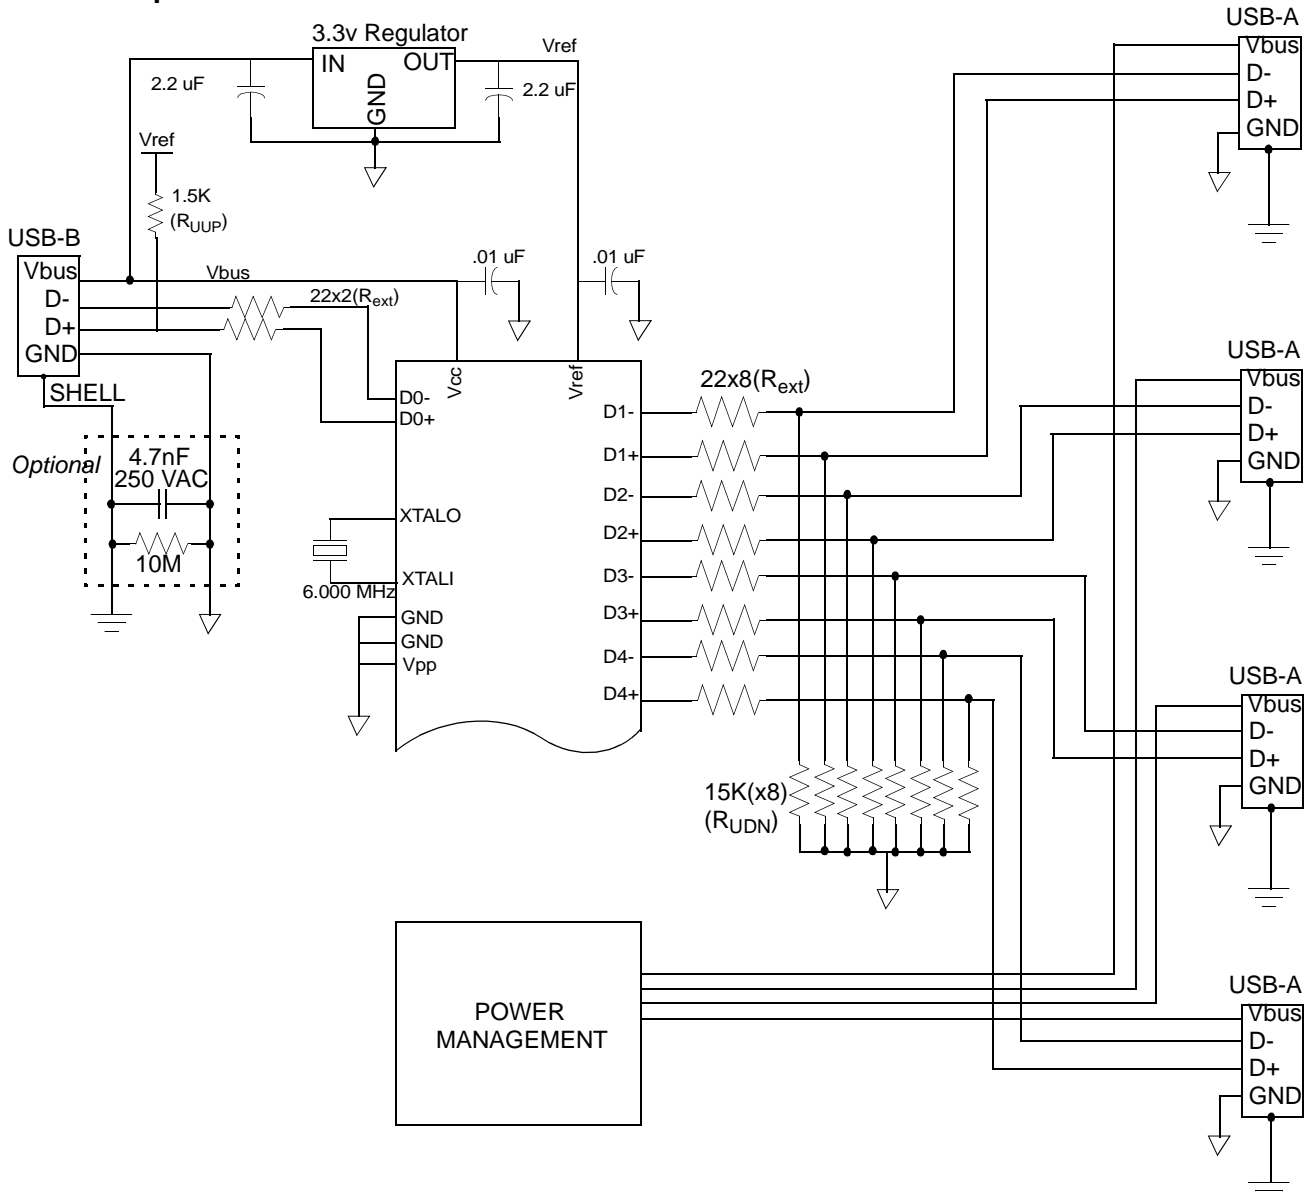 USB-A
3.3v Regulator
Vref
IN
OUT
GND
2.2 uF
2.2 uF
Vbus
D-
D+
GND
Vref
1.5K
(RUUP)
USB-B
Vbus
D-
D+
GND
SHELL
Vbus
22x2(Rext)
.01 uF
.01 uF
Optional
4.7nF
250 VAC
10M
Vcc
Vref
D0-
D0+
XTALO
XTALI
6.000 MHz
GND
GND
Vpp
D1-
D1+
D2-
D2+
D3-
D3+
D4-
D4+
22x8(Rext)
15K(x8)
(RUDN)
USB-A
Vbus
D-
D+
GND
USB-A
Vbus
D-
D+
GND
POWER
MANAGEMENT
USB-A
Vbus
D-
D+
GND